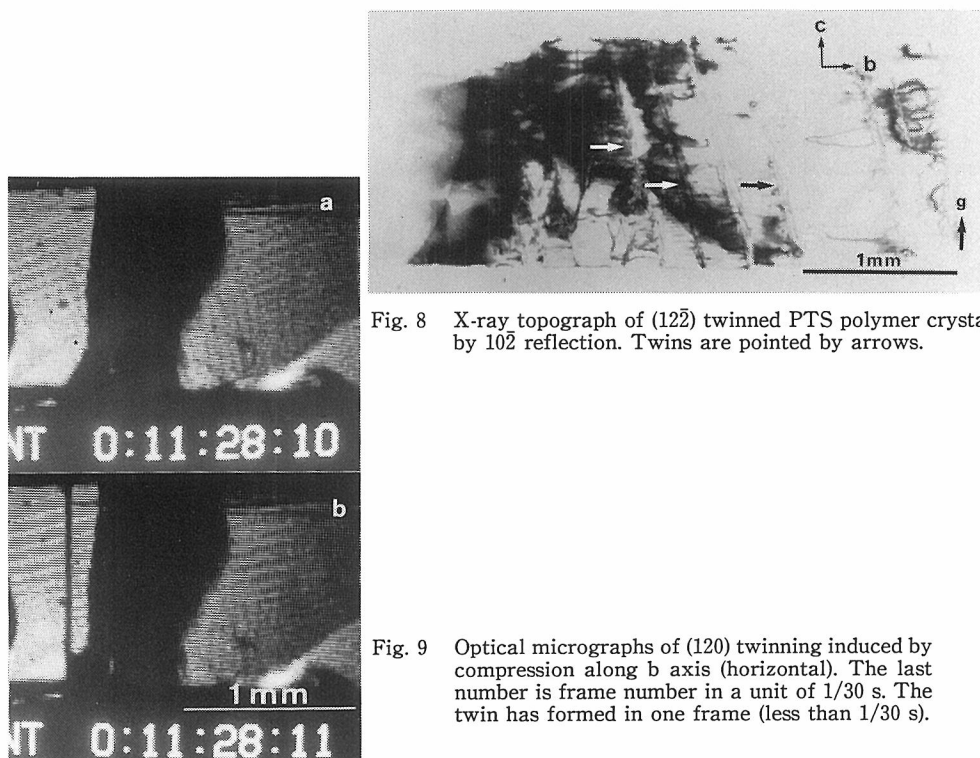 c
b
g
1mm
Fig. 8 X-ray topograph of (122̄) twinned PTS polymer crysta
by 102̄ reflection. Twins are pointed by arrows.
a
NT 0:11:28:10
b
1 mm
NT 0:11:28:11
Fig. 9 Optical micrographs of (120) twinning induced by
compression along b axis (horizontal). The last
number is frame number in a unit of 1/30 s. The
twin has formed in one frame (less than 1/30 s).